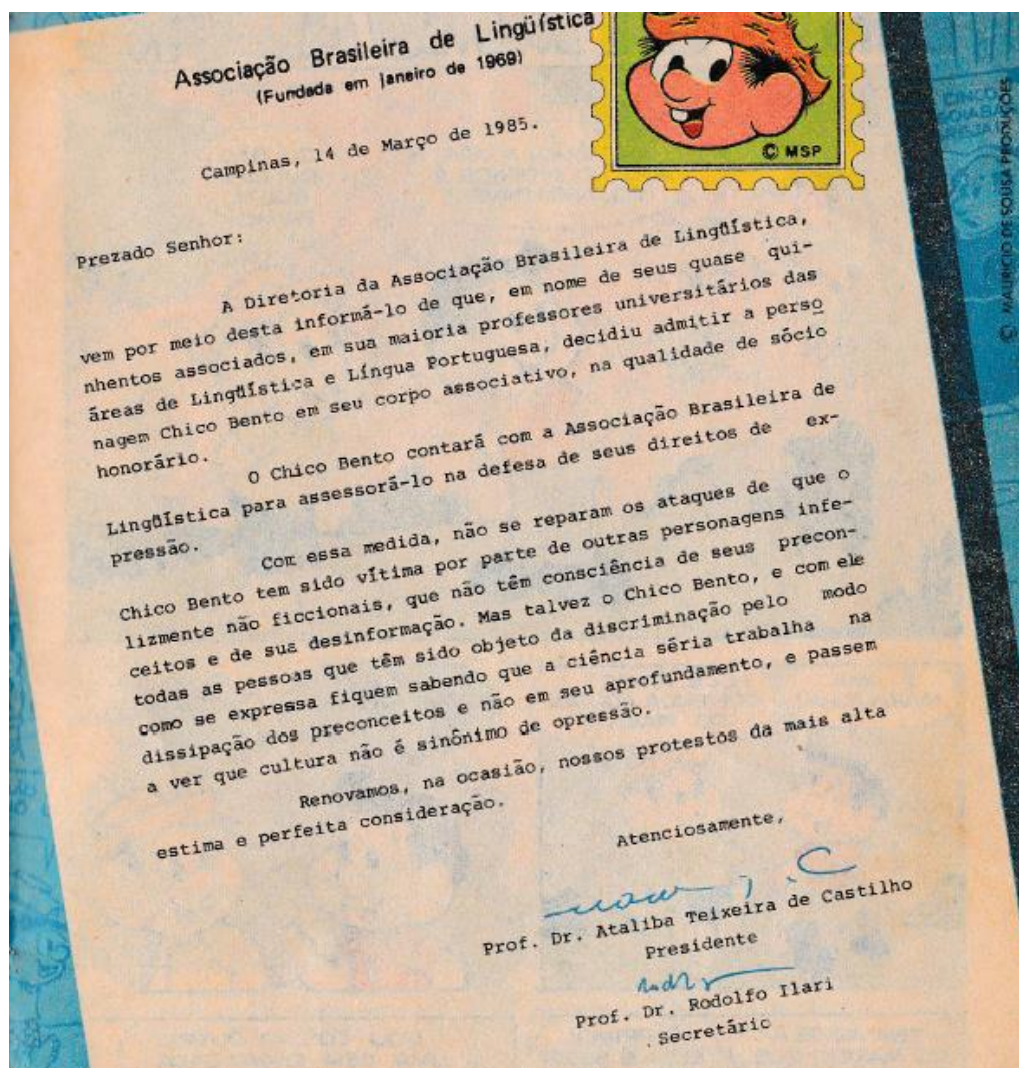 Associação Brasileira de Lingüística
(Fundada em janeiro de 1969)
© MSP
© MAURICIO DE SOUSA PRODUÇÕES
Campinas, 14 de Março de 1985.
Prezado Senhor:
A Diretoria da Associação Brasileira de Lingüística,
vem por meio desta informá-lo de que, em nome de seus quase qui-
nhentos associados, em sua maioria professores universitários das
áreas de Lingüística e Língua Portuguesa, decidiu admitir a perso
nagem Chico Bento em seu corpo associativo, na qualidade de sócio
honorário.
O Chico Bento contará com a Associação Brasileira de
Lingüística para assessorá-lo na defesa de seus direitos de ex-
pressão.
Com essa medida, não se reparam os ataques de que o
Chico Bento tem sido vítima por parte de outras personagens infe-
lizmente não ficcionais, que não têm consciência de seus precon-
ceitos e de sua desinformação. Mas talvez o Chico Bento, e com ele
todas as pessoas que têm sido objeto da discriminação pelo modo
como se expressa fiquem sabendo que a ciência séria trabalha na
dissipação dos preconceitos e não em seu aprofundamento, e passem
a ver que cultura não é sinônimo de opressão.
Renovamos, na ocasião, nossos protestos da mais alta
estima e perfeita consideração.
Atenciosamente,
Prof. Dr. Ataliba Teixeira de Castilho
Presidente
Prof. Dr. Rodolfo Ilari
Secretário